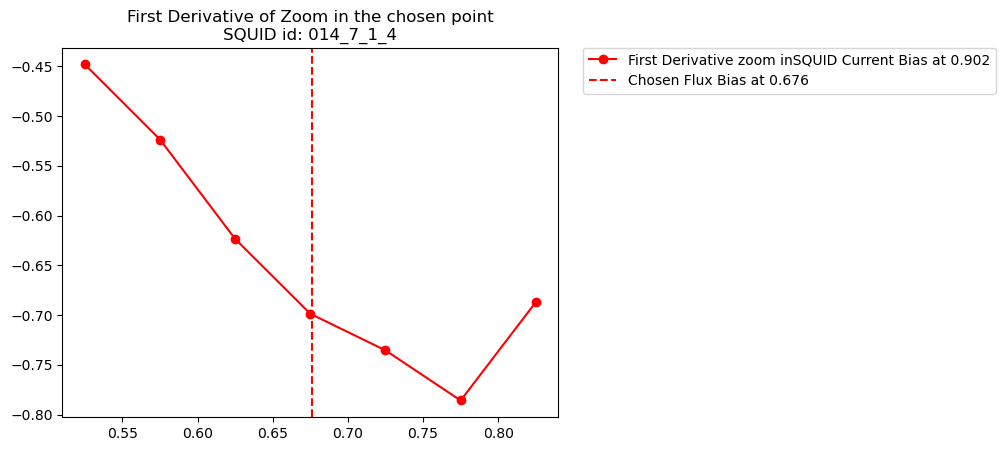 First Derivative of Zoom in the chosen point
SQUID id: 014_7_1_4
First Derivative zoom inSQUID Current Bias at 0.902
Chosen Flux Bias at 0.676
−0.45
−0.50
−0.55
−0.60
−0.65
−0.70
−0.75
−0.80
0.55 0.60 0.65 0.70 0.75 0.80